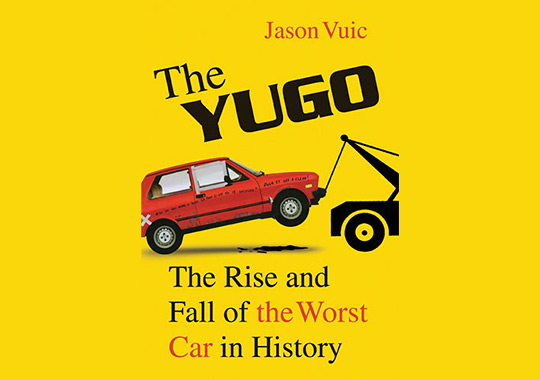 Jason Vuic
The
YUGO
The Rise and
Fall of the Worst
Car in History